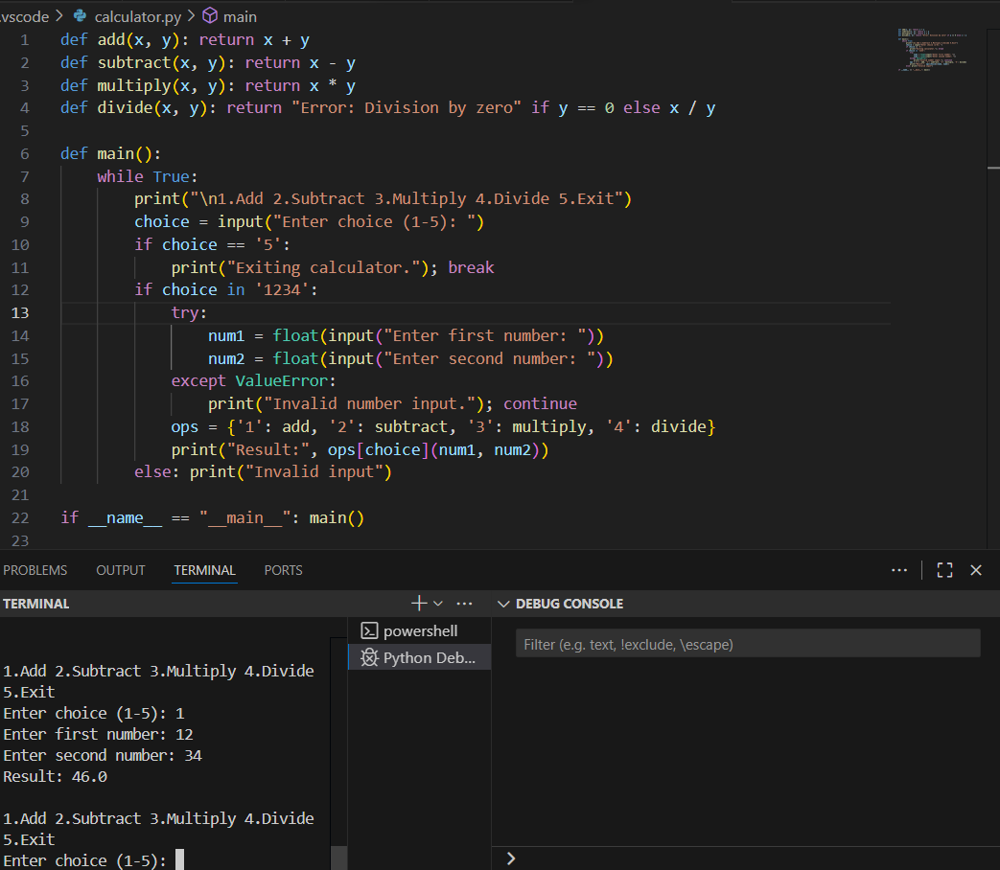 .vscode > calculator.py > main
1 def add(x, y): return x + y
2 def subtract(x, y): return x - y
3 def multiply(x, y): return x * y
4 def divide(x, y): return "Error: Division by zero" if y == 0 else x / y
5
6 def main():
7     while True:
8         print("\n1.Add 2.Subtract 3.Multiply 4.Divide 5.Exit")
9         choice = input("Enter choice (1-5): ")
10         if choice == '5':
11             print("Exiting calculator."); break
12         if choice in '1234':
13             try:
14                 num1 = float(input("Enter first number: "))
15                 num2 = float(input("Enter second number: "))
16             except ValueError:
17                 print("Invalid number input."); continue
18             ops = {'1': add, '2': subtract, '3': multiply, '4': divide}
19             print("Result:", ops[choice](num1, num2))
20         else: print("Invalid input")
21
22 if __name__ == "__main__": main()
23
PROBLEMS OUTPUT TERMINAL PORTS
TERMINAL
1.Add 2.Subtract 3.Multiply 4.Divide
5.Exit
Enter choice (1-5): 1
Enter first number: 12
Enter second number: 34
Result: 46.0
1.Add 2.Subtract 3.Multiply 4.Divide
5.Exit
Enter choice (1-5):
powershell
Python Deb...
DEBUG CONSOLE
Filter (e.g. text, !exclude, \escape)